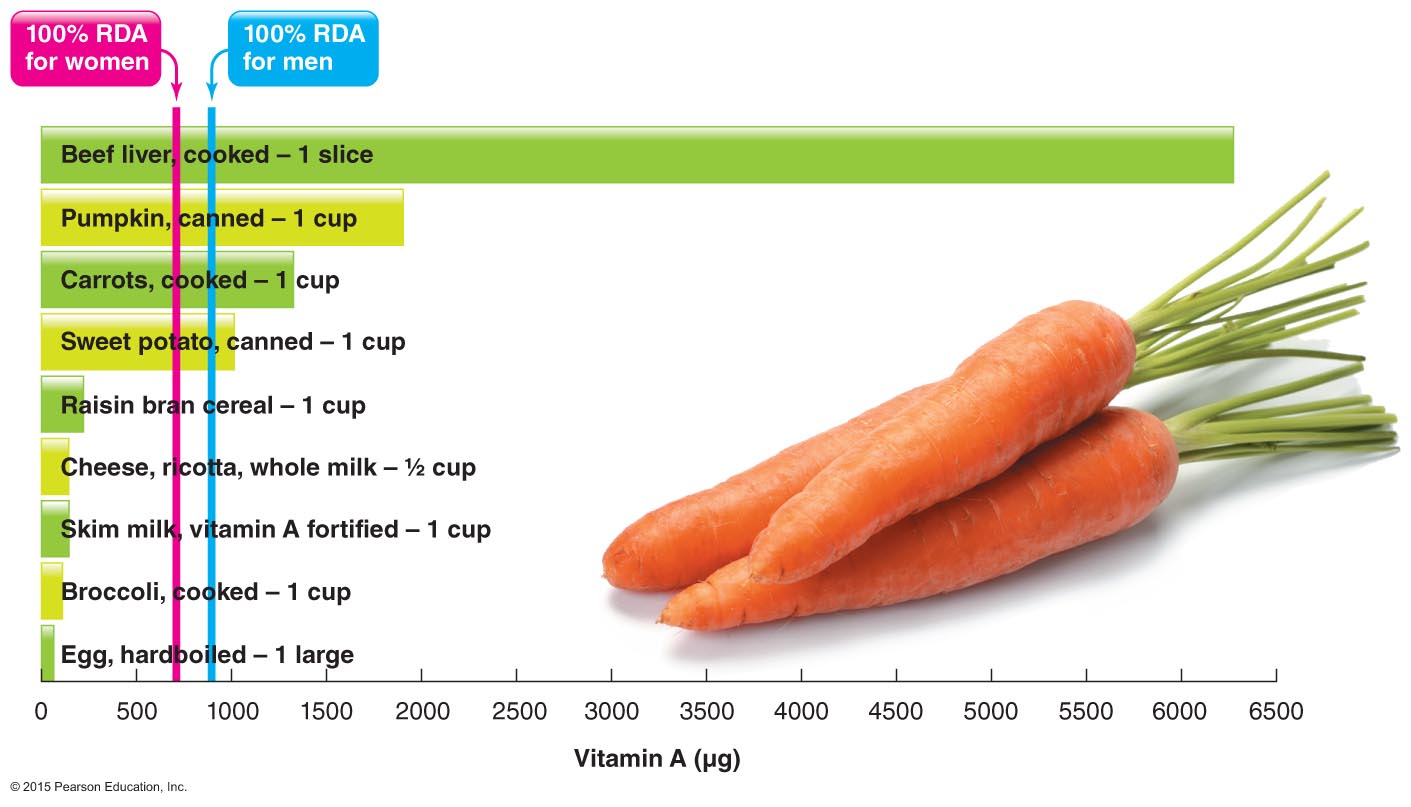 100% RDA
for women
100% RDA
for men
Beef liver, cooked – 1 slice
Pumpkin, canned – 1 cup
Carrots, cooked – 1 cup
Sweet potato, canned – 1 cup
Raisin bran cereal – 1 cup
Cheese, ricotta, whole milk – ½ cup
Skim milk, vitamin A fortified – 1 cup
Broccoli, cooked – 1 cup
Egg, hardboiled – 1 large
0 500 1000 1500 2000 2500 3000 3500 4000 4500 5000 5500 6000 6500
Vitamin A (µg)
© 2015 Pearson Education, Inc.